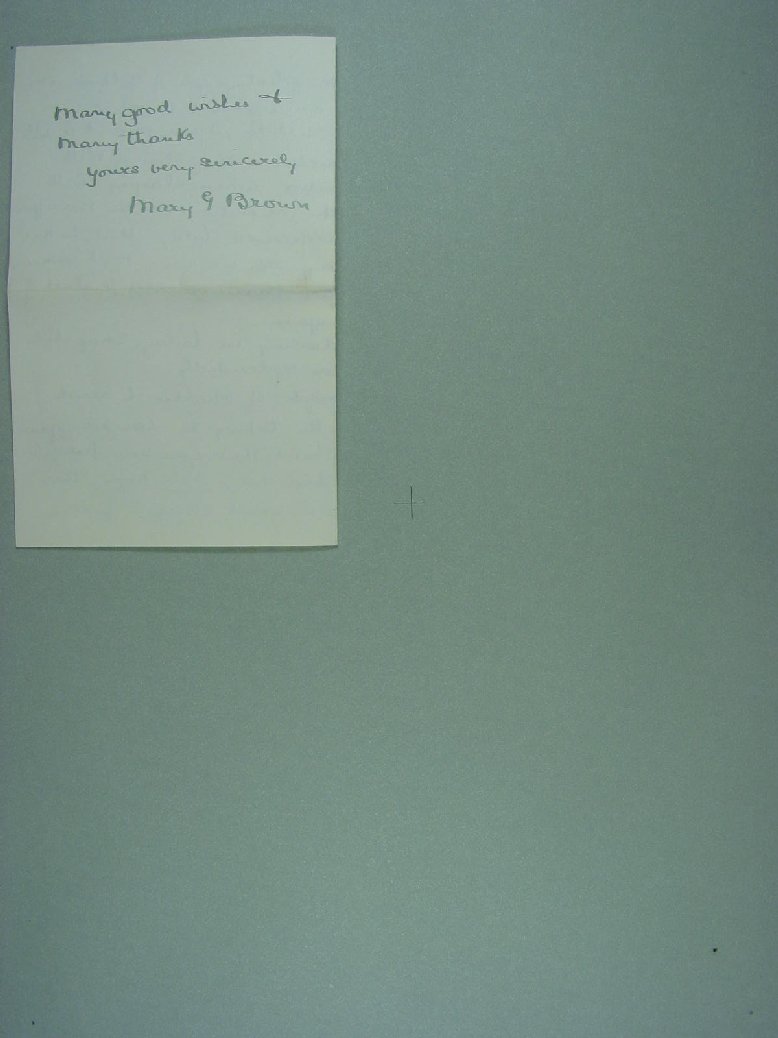 Many good wishes &
Many thanks
yours very sincerely
Mary G Brown